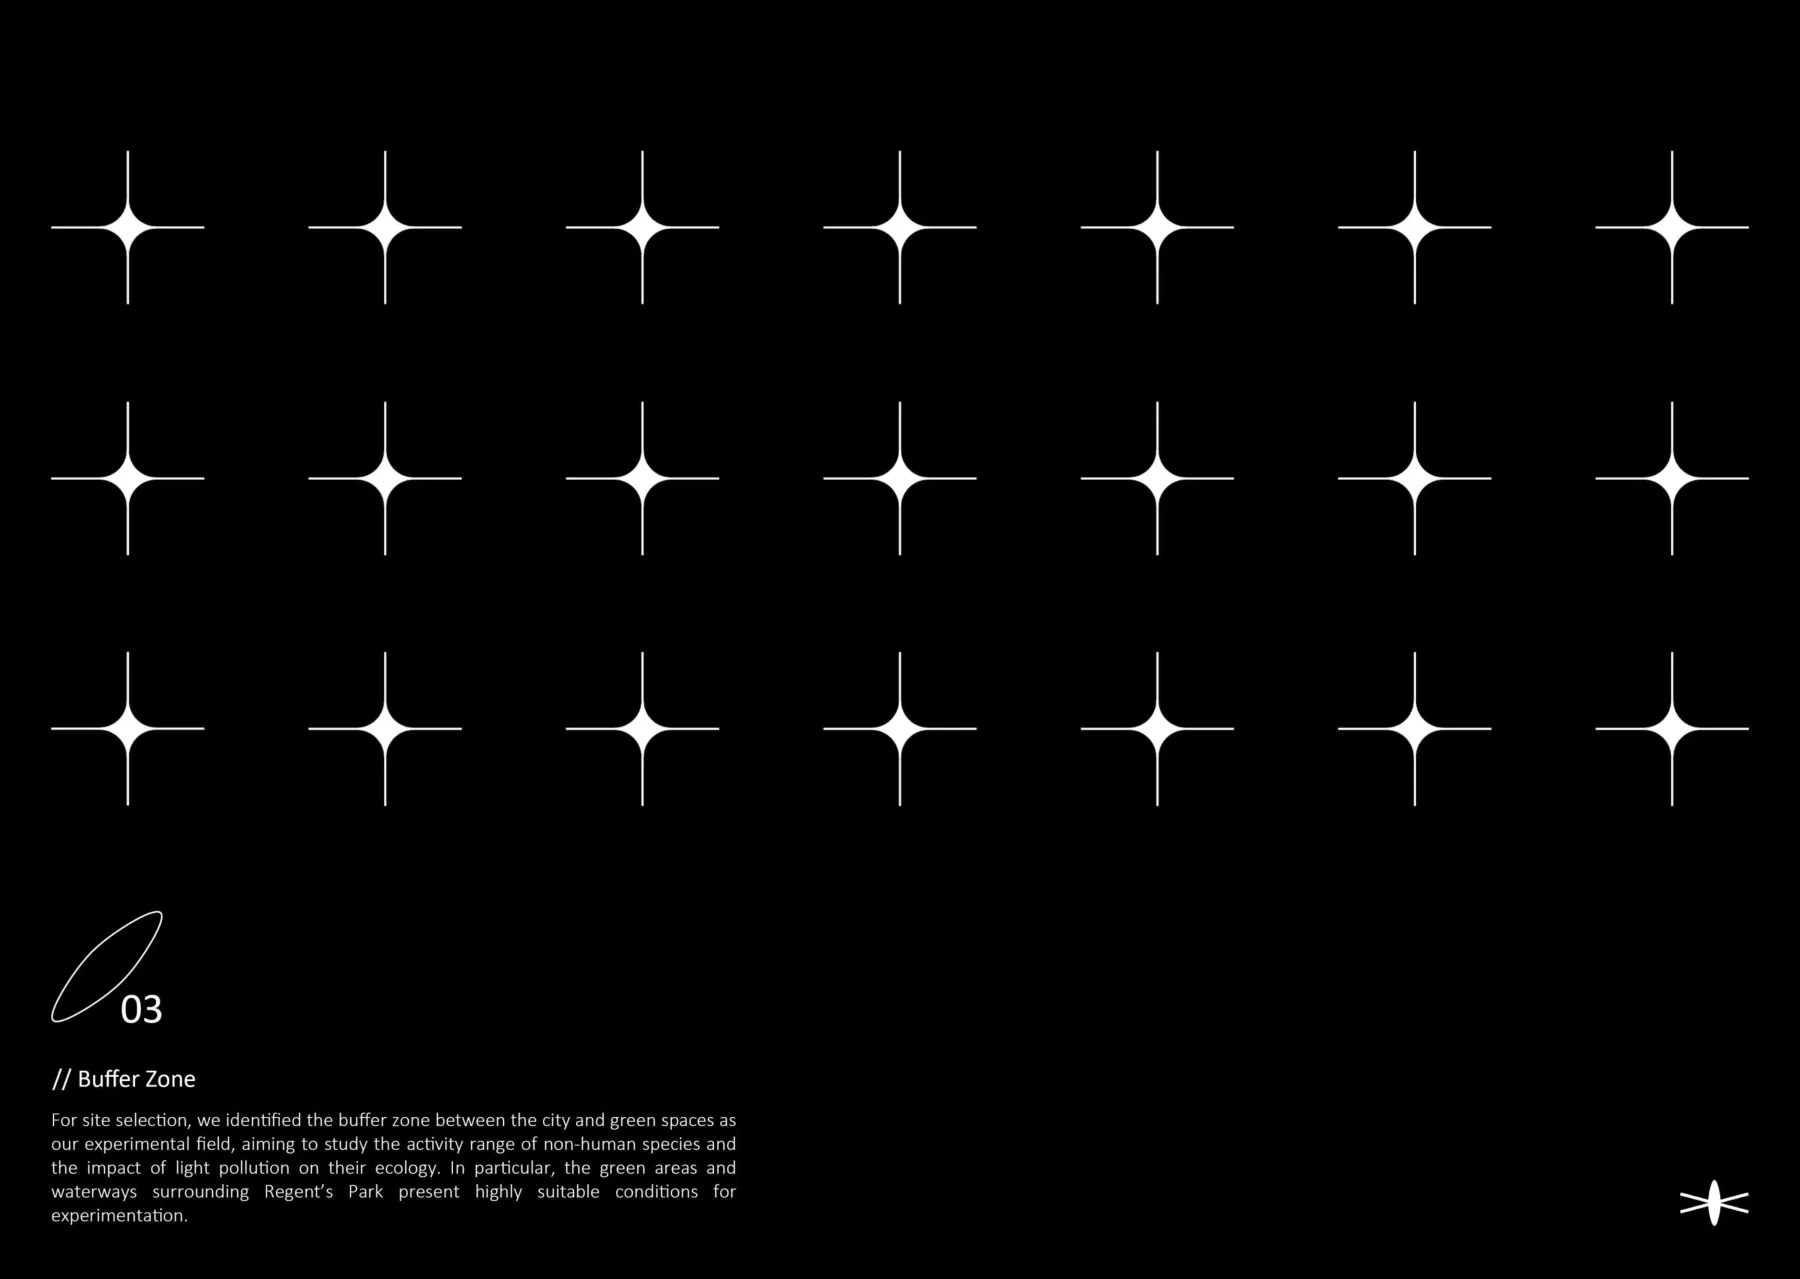 03
// Buffer Zone
For site selection, we identified the buffer zone between the city and green spaces as
our experimental field, aiming to study the activity range of non-human species and
the impact of light pollution on their ecology. In particular, the green areas and
waterways surrounding Regent’s Park present highly suitable conditions for
experimentation.